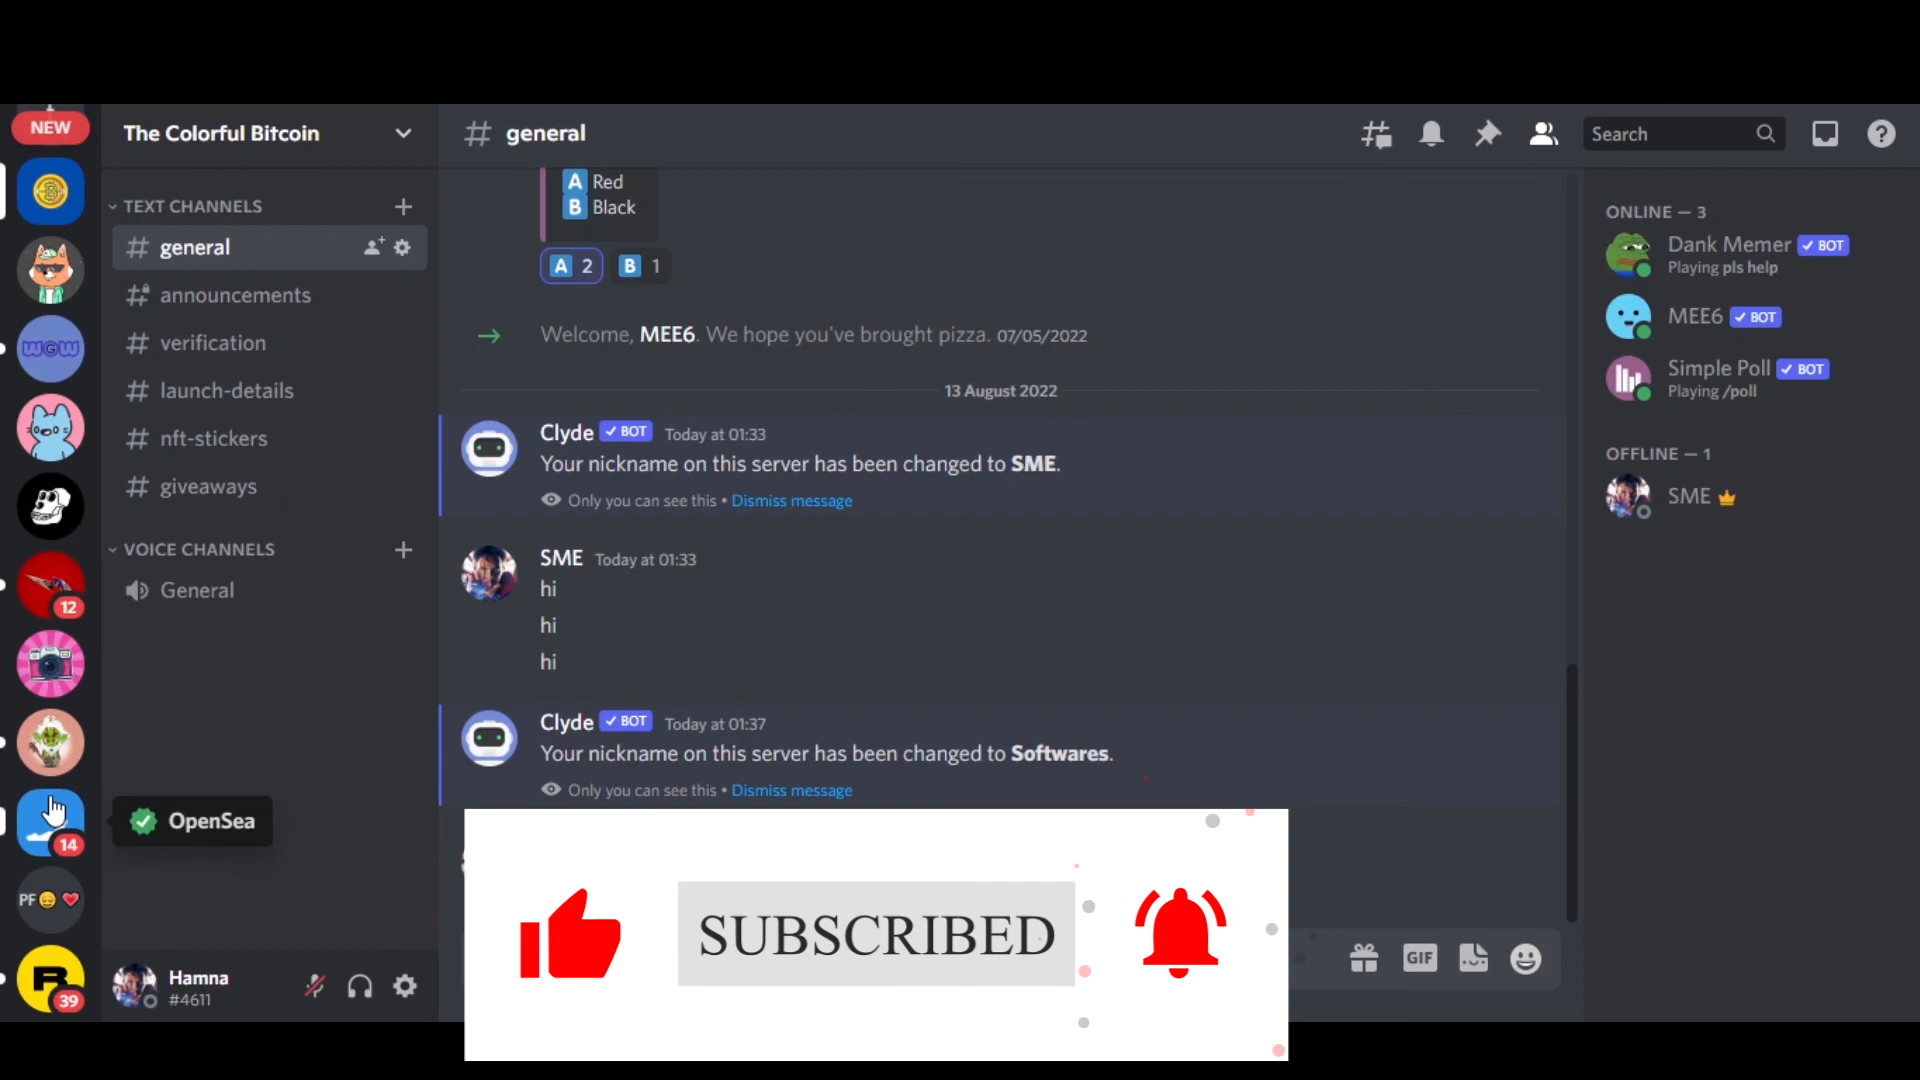 NEW
The Colorful Bitcoin
general
Search
TEXT CHANNELS
general
announcements
verification
launch-details
nft-stickers
giveaways
VOICE CHANNELS
General
WGW
12
OpenSea
14
PF
39
Hamna
#4611
A Red
B Black
A 2 B 1
Welcome, MEE6. We hope you've brought pizza. 07/05/2022
13 August 2022
Clyde BOT Today at 01:33
Your nickname on this server has been changed to SME.
Only you can see this • Dismiss message
SME Today at 01:33
hi
hi
hi
Clyde BOT Today at 01:37
Your nickname on this server has been changed to Softwares.
Only you can see this • Dismiss message
SUBSCRIBED
GIF
ONLINE — 3
Dank Memer BOT
Playing pls help
MEE6 BOT
Simple Poll BOT
Playing /poll
OFFLINE — 1
SME